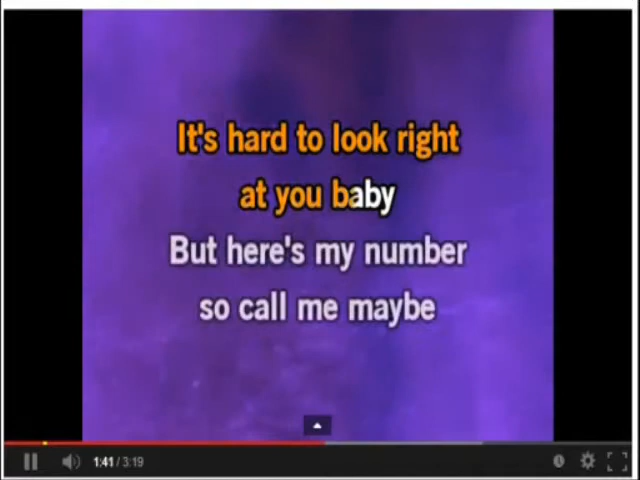 It's hard to look right
at you baby
But here's my number
so call me maybe
1:41 / 3:19